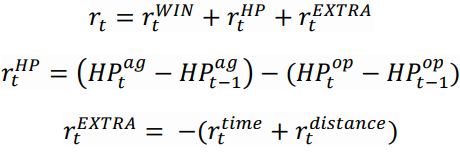 r_t = r_t^{WIN} + r_t^{HP} + r_t^{EXTRA}
r_t^{HP} = (HP_t^{ag} − HP_{t−1}^{ag}) − (HP_t^{op} − HP_{t−1}^{op})
r_t^{EXTRA} = −(r_t^{time} + r_t^{distance})